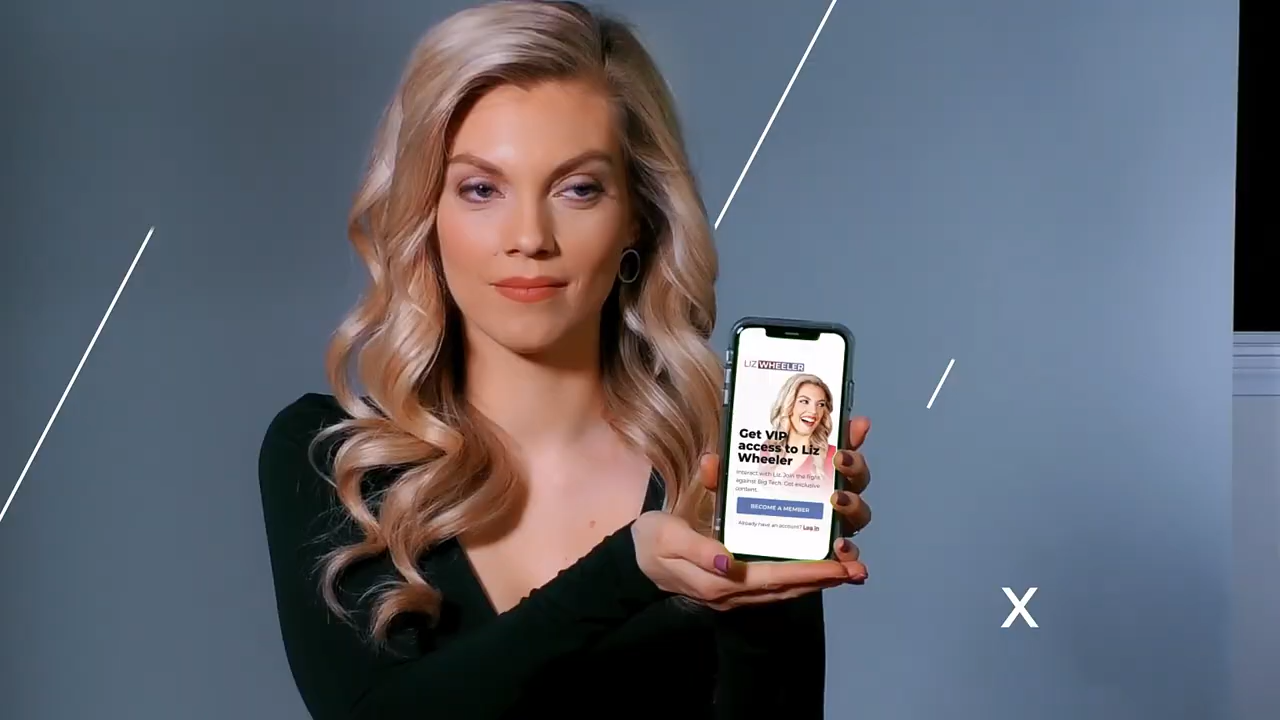 LIZ WHEELER
Get VIP
access to Liz
Wheeler
Interact with Liz. Join the fight
against Big Tech. Get exclusive
content.
BECOME A MEMBER
Already have an account? Log in
X